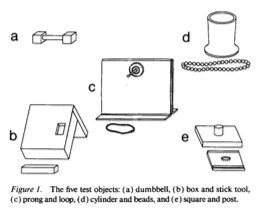 a
d
c
b
e
Figure 1. The five test objects: (a) dumbbell, (b) box and stick tool,
(c) prong and loop, (d) cylinder and beads, and (e) square and post.